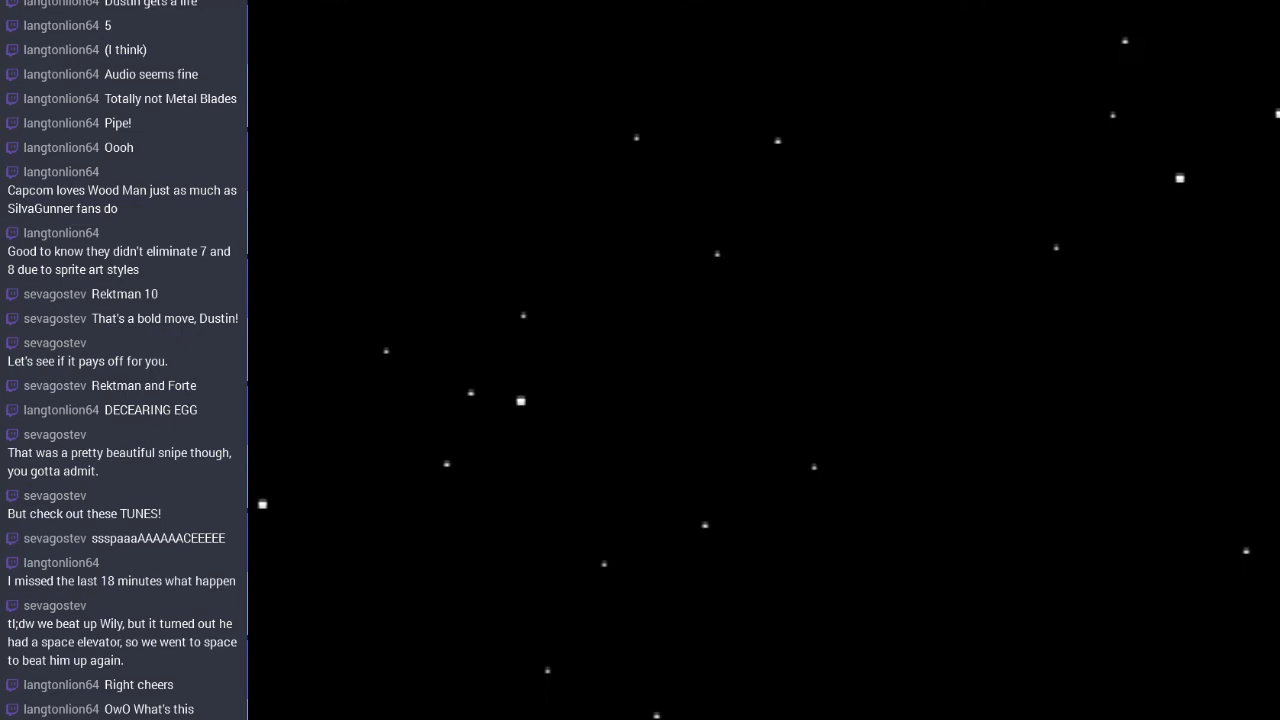 Dustin gets a life
langtonlion64 5
langtonlion64 (I think)
langtonlion64 Audio seems fine
langtonlion64 Totally not Metal Blades
langtonlion64 Pipe!
langtonlion64 Oooh
langtonlion64
Capcom loves Wood Man just as much as
SilvaGunner fans do
langtonlion64
Good to know they didn't eliminate 7 and
8 due to sprite art styles
sevagostev Rektman 10
sevagostev That's a bold move, Dustin!
sevagostev
Let's see if it pays off for you.
sevagostev Rektman and Forte
langtonlion64 DECEARING EGG
sevagostev
That was a pretty beautiful snipe though,
you gotta admit.
sevagostev
But check out these TUNES!
sevagostev ssspaaaAAAAAACEEEEE
langtonlion64
I missed the last 18 minutes what happen
sevagostev
tl;dw we beat up Wily, but it turned out he
had a space elevator, so we went to space
to beat him up again.
langtonlion64 Right cheers
langtonlion64 OwO What's this